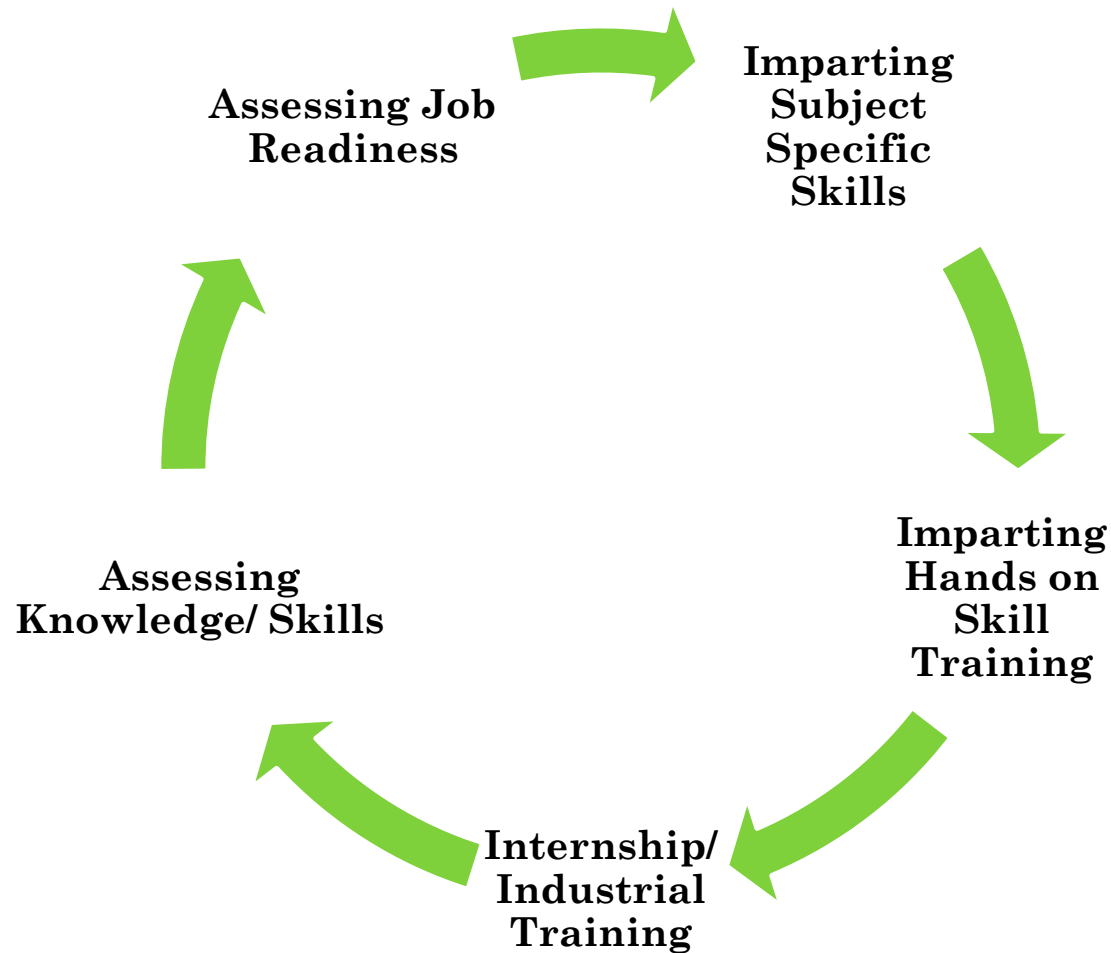 Assessing Job
Readiness
Imparting
Subject
Specific
Skills
Imparting
Hands on
Skill
Training
Internship/
Industrial
Training
Assessing
Knowledge/ Skills